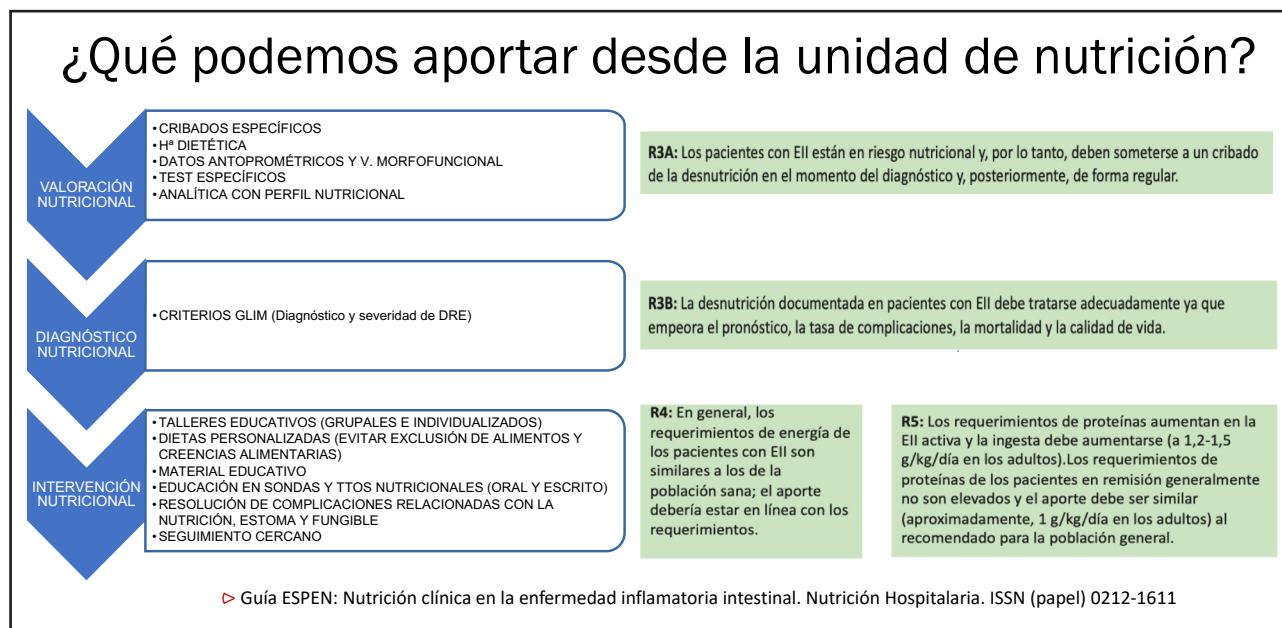 ¿Qué podemos aportar desde la unidad de nutrición?
VALORACIÓN
NUTRICIONAL
•CRIBADOS ESPECÍFICOS
•Hª DIETÉTICA
•DATOS ANTOPROMÉTRICOS Y V. MORFOFUNCIONAL
•TEST ESPECÍFICOS
•ANALÍTICA CON PERFIL NUTRICIONAL
R3A: Los pacientes con EII están en riesgo nutricional y, por lo tanto, deben someterse a un cribado
de la desnutrición en el momento del diagnóstico y, posteriormente, de forma regular.
DIAGNÓSTICO
NUTRICIONAL
•CRITERIOS GLIM (Diagnóstico y severidad de DRE)
R3B: La desnutrición documentada en pacientes con EII debe tratarse adecuadamente ya que
empeora el pronóstico, la tasa de complicaciones, la mortalidad y la calidad de vida.
INTERVENCIÓN
NUTRICIONAL
•TALLERES EDUCATIVOS (GRUPALES E INDIVIDUALIZADOS)
•DIETAS PERSONALIZADAS (EVITAR EXCLUSIÓN DE ALIMENTOS Y
CREENCIAS ALIMENTARIAS)
•MATERIAL EDUCATIVO
•EDUCACIÓN EN SONDAS Y TTOS NUTRICIONALES (ORAL Y ESCRITO)
•RESOLUCIÓN DE COMPLICACIONES RELACIONADAS CON LA
NUTRICIÓN, ESTOMA Y FUNGIBLE
•SEGUIMIENTO CERCANO
R4: En general, los
requerimientos de energía de
los pacientes con EII son
similares a los de la
población sana; el aporte
debería estar en línea con los
requerimientos.
R5: Los requerimientos de proteínas aumentan en la
EII activa y la ingesta debe aumentarse (a 1,2-1,5
g/kg/día en los adultos).Los requerimientos de
proteínas de los pacientes en remisión generalmente
no son elevados y el aporte debe ser similar
(aproximadamente, 1 g/kg/día en los adultos) al
recomendado para la población general.
Guía ESPEN: Nutrición clínica en la enfermedad inflamatoria intestinal. Nutrición Hospitalaria. ISSN (papel) 0212-1611